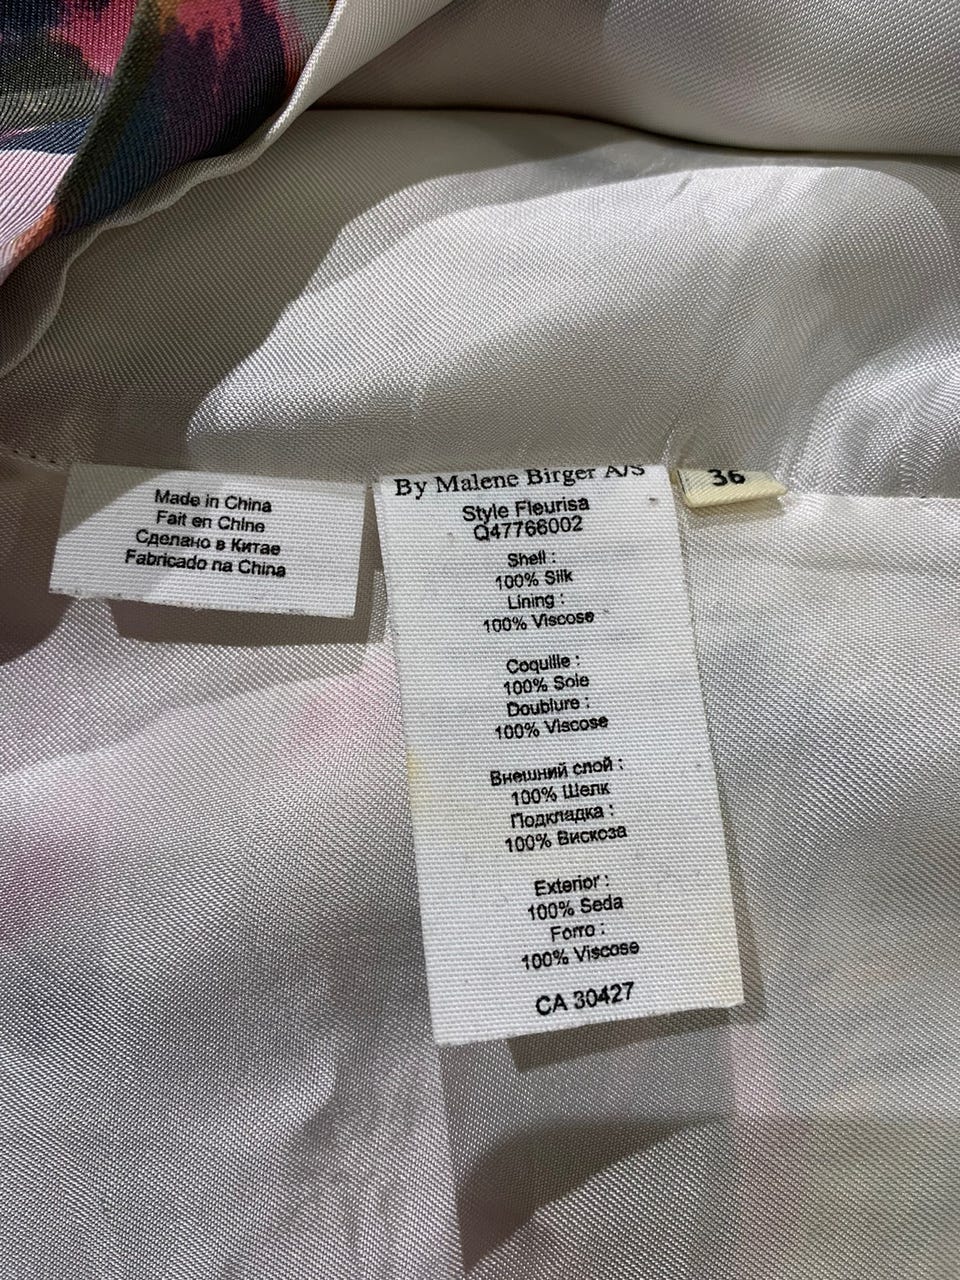 Made in China
Fait en Chine
Сделано в Китае
Fabricado na China
By Malene Birger A/S
Style Fleurisa
Q47766002
Shell :
100% Silk
Lining :
100% Viscose
Coquille :
100% Soie
Doublure :
100% Viscose
Внешний слой :
100% Шелк
Подкладка :
100% Вискоза
Exterior :
100% Seda
Forro :
100% Viscose
CA 30427
36